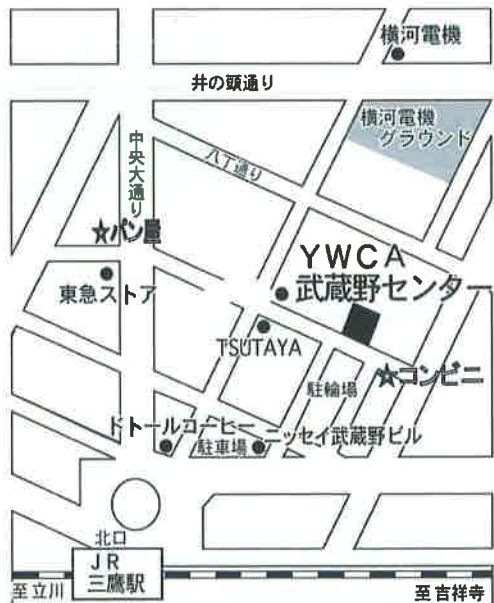 横河電機
井の頭通り
横河電機
グラウンド
中央大通り
八丁通り
☆パン屋
YWCA
武蔵野センター
東急ストア
TSUTAYA
☆コンビニ
駐輪場
ドトールコーヒー
駐車場
ニッセイ武蔵野ビル
北口
JR
三鷹駅
至立川
至吉祥寺